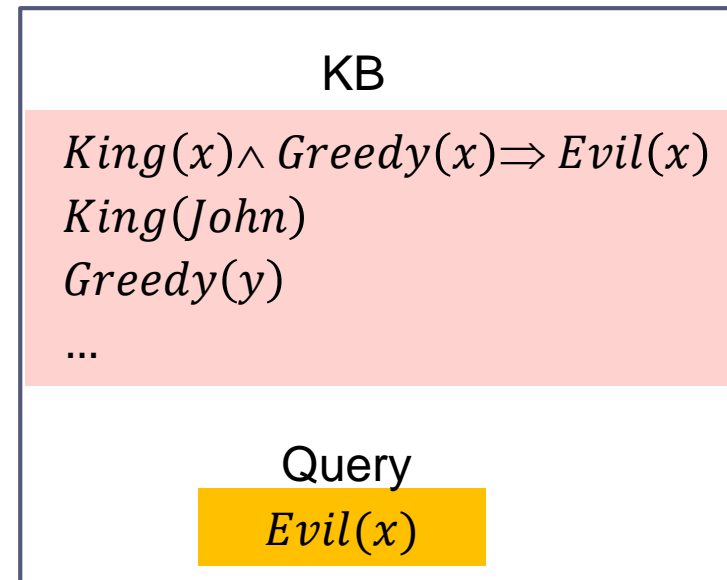 KB
King(x)∧ Greedy(x)⇒ Evil(x)
King(John)
Greedy(y)
...
Query
Evil(x)